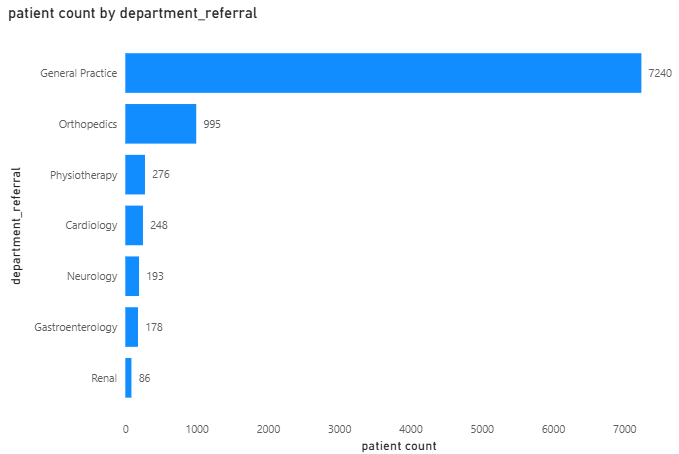 patient count by department_referral
department_referral
General Practice 7240
Orthopedics 995
Physiotherapy 276
Cardiology 248
Neurology 193
Gastroenterology 178
Renal 86
0 1000 2000 3000 4000 5000 6000 7000
patient count